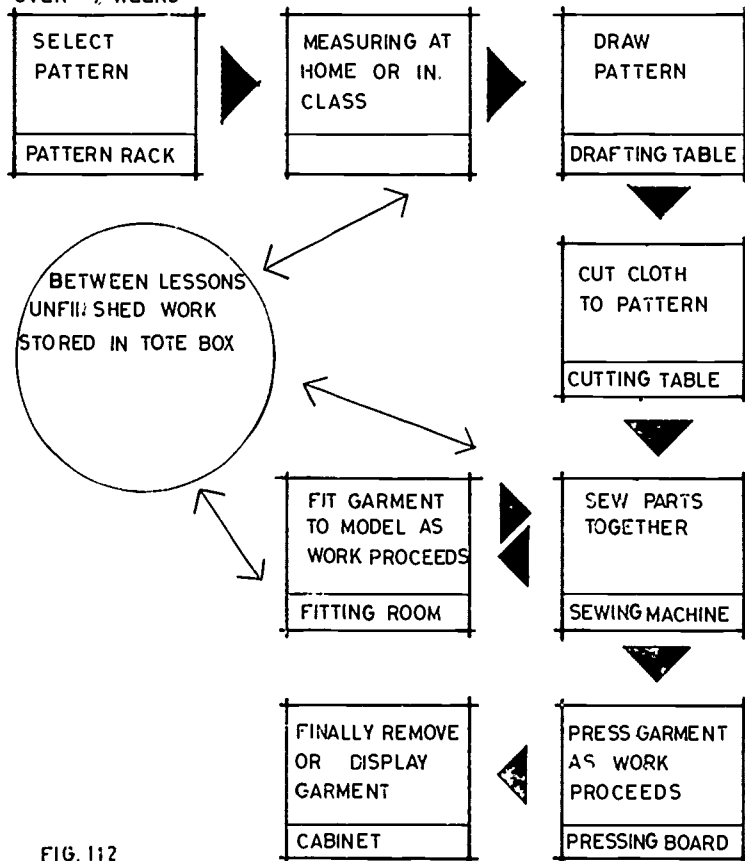 WEEKS
SELECT
PATTERN
PATTERN RACK
MEASURING AT
HOME OR IN.
CLASS
DRAW
PATTERN
DRAFTING TABLE
BETWEEN LESSONS
UNFINISHED WORK
STORED IN TOTE BOX
CUT CLOTH
TO PATTERN
CUTTING TABLE
FIT GARMENT
TO MODEL AS
WORK PROCEEDS
FITTING ROOM
SEW PARTS
TOGETHER
SEWING MACHINE
FINALLY REMOVE
OR DISPLAY
GARMENT
CABINET
PRESS GARMENT
AS WORK
PROCEEDS
PRESSING BOARD
FIG. 112